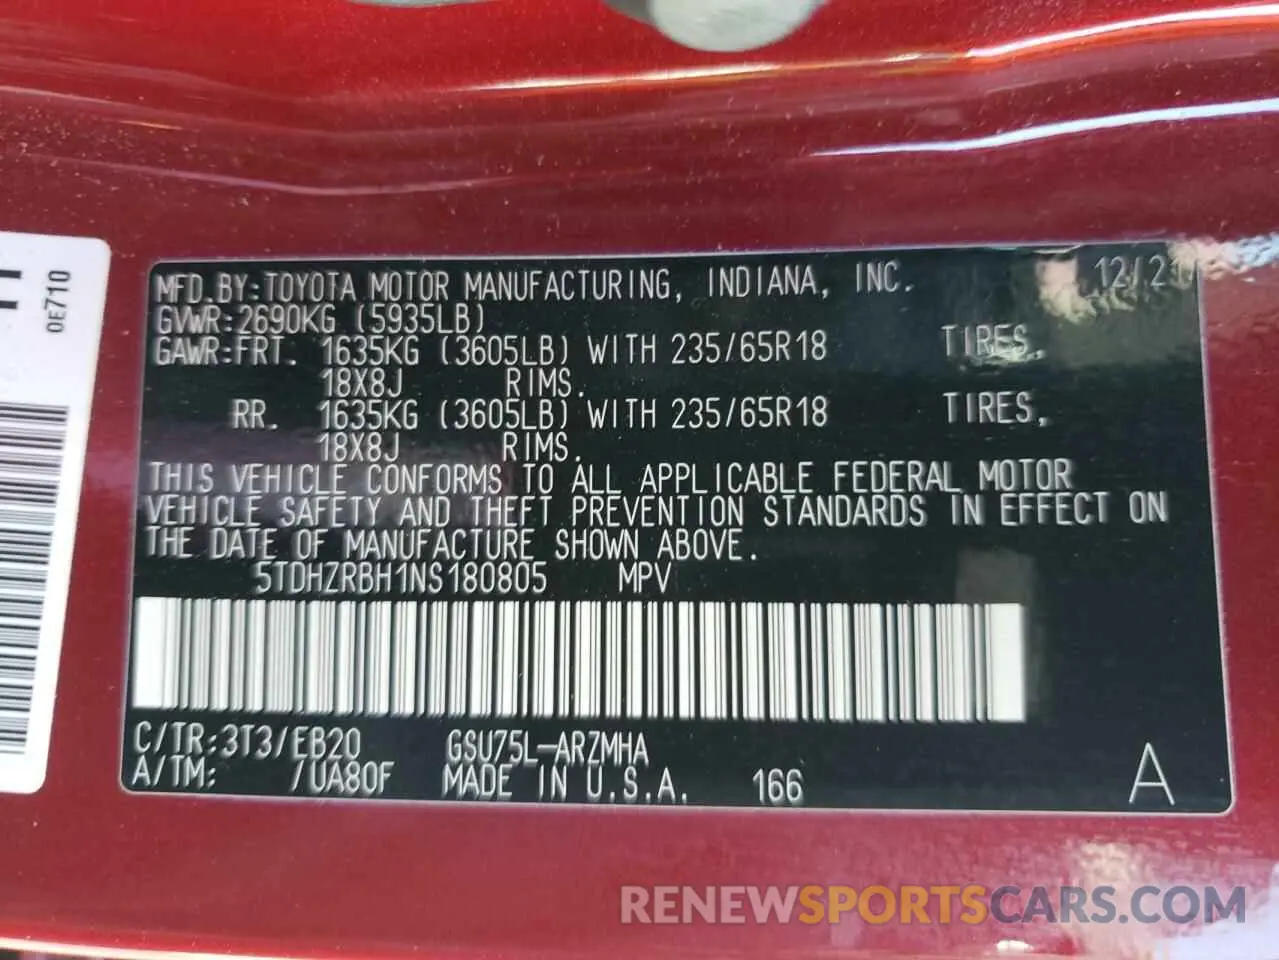 MFD.BY:TOYOTA MOTOR MANUFACTURING, INDIANA, INC. 12/21
GVWR:2690KG (5935LB)
GAWR:FRT. 1635KG (3605LB) WITH 235/65R18 TIRES,
18X8J RIMS.
RR. 1635KG (3605LB) WITH 235/65R18 TIRES,
18X8J RIMS.
THIS VEHICLE CONFORMS TO ALL APPLICABLE FEDERAL MOTOR
VEHICLE SAFETY AND THEFT PREVENTION STANDARDS IN EFFECT ON
THE DATE OF MANUFACTURE SHOWN ABOVE.
5TDHZRBH1NS180805 MPV
C/TR:3T3/EB20 GSU75L-ARZMHA
A/TM: /UA80F MADE IN U.S.A. 166 A
0E710
RENEWSPORTSCARS.COM